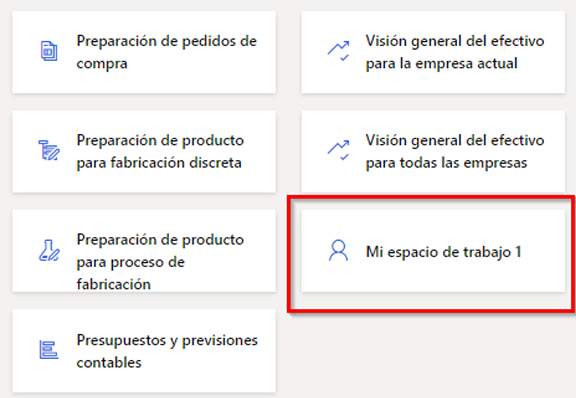 Preparación de pedidos de
compra
Visión general del efectivo
para la empresa actual
Preparación de producto
para fabricación discreta
Visión general del efectivo
para todas las empresas
Preparación de producto
para proceso de
fabricación
Mi espacio de trabajo 1
Presupuestos y previsiones
contables